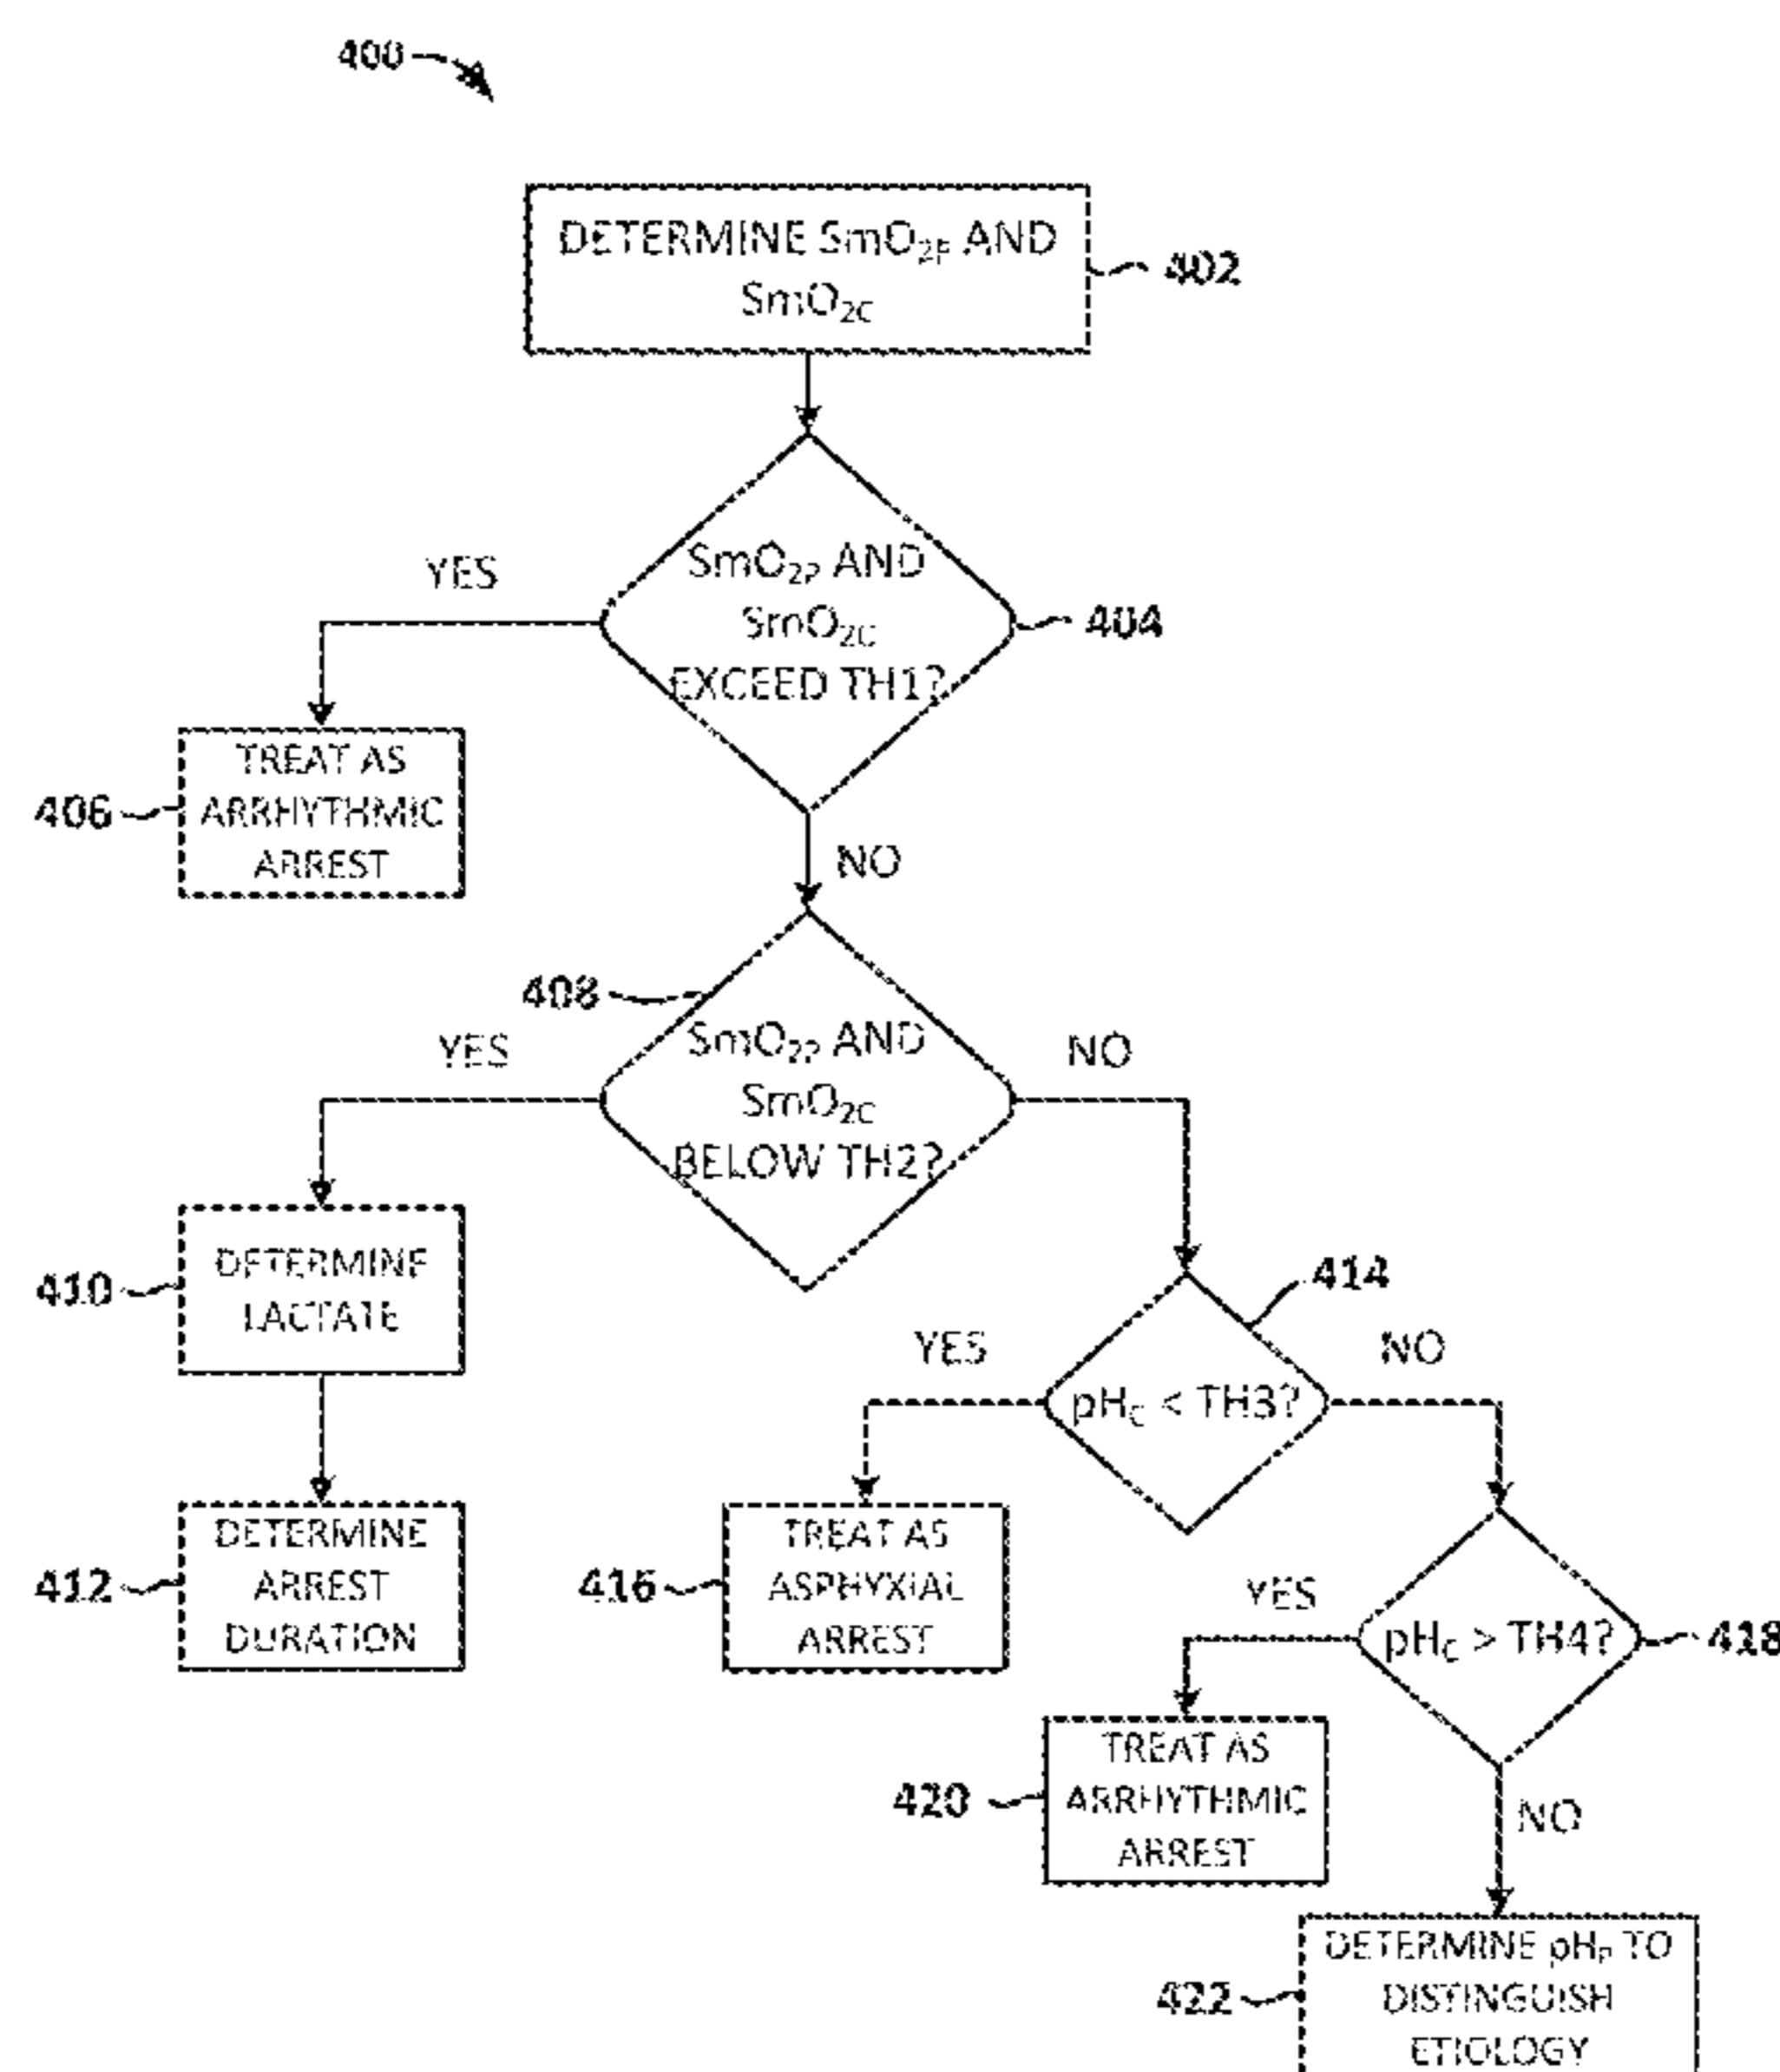 400
DETERMINE SmO₂P AND
SmO₂C
402
SmO₂P AND
SmO₂C
EXCEED TH1?
404
YES
TREAT AS
ARRHYTHMIC
ARREST
406
NO
408
SmO₂P AND
SmO₂C
BELOW TH2?
YES
NO
DETERMINE
LACTATE
410
414
YES
NO
pHC < TH3?
DETERMINE
ARREST
DURATION
412
TREAT AS
ASPHYXIAL
ARREST
416
YES
pHC > TH4?
418
TREAT AS
ARRHYTHMIC
ARREST
420
NO
DETERMINE pHP TO
DISTINGUISH
ETIOLOGY
422